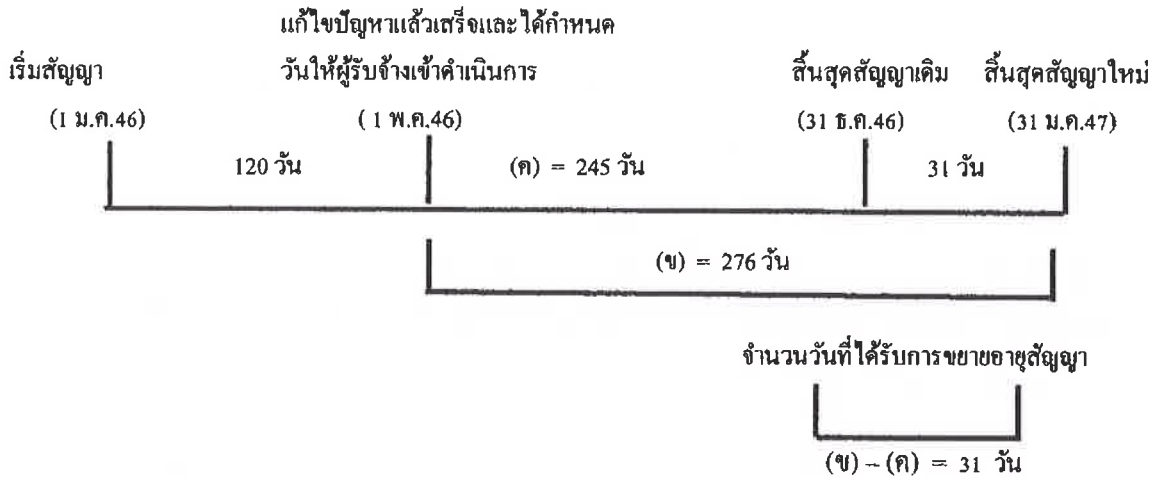 แก้ไขปัญหาแล้วเสร็จและได้กำหนด
เริ่มสัญญา วันให้ผู้รับจ้างเข้าดำเนินการ สิ้นสุดสัญญาเดิม สิ้นสุดสัญญาใหม่
(1 ม.ค.46) ( 1 พ.ค.46) (31 ธ.ค.46) (31 ม.ค.47)
120 วัน (ค) = 245 วัน 31 วัน
(ข) = 276 วัน
จำนวนวันที่ได้รับการขยายอายุสัญญา
(ข) – (ค) = 31 วัน